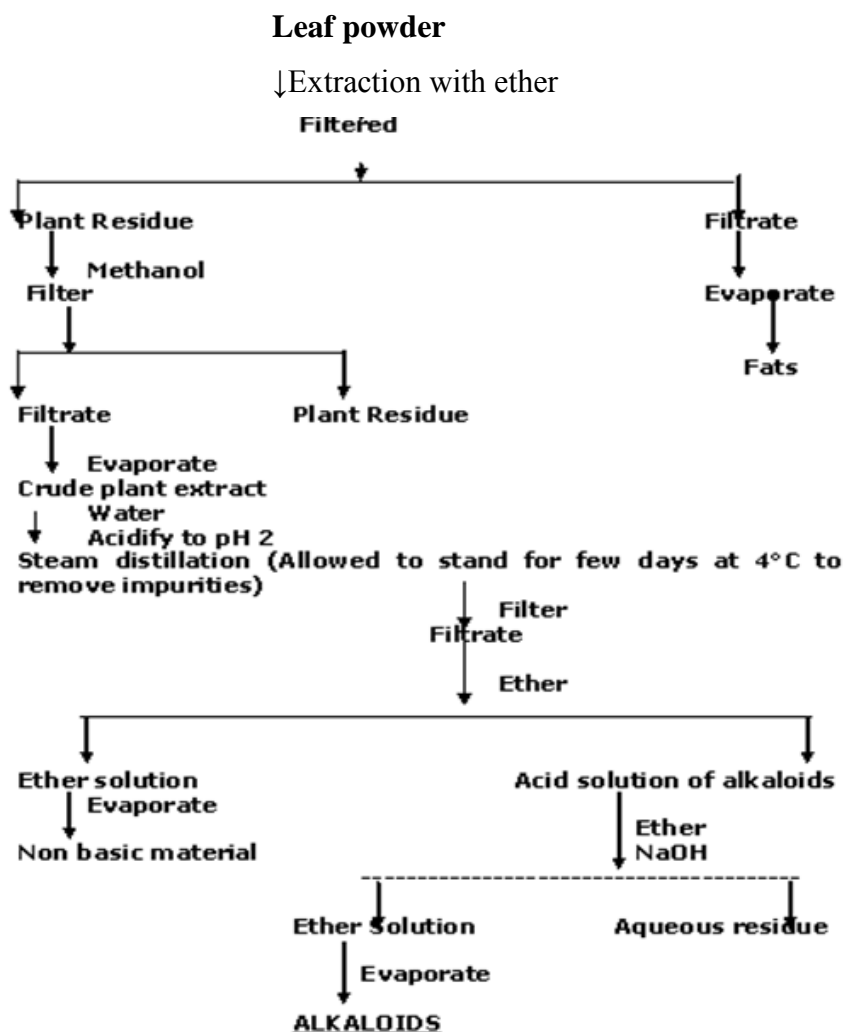 Leaf powder
↓Extraction with ether
Filtered
Plant Residue Filtrate
Methanol
Filter Evaporate
Fats
Filtrate Plant Residue
Evaporate
Crude plant extract
Water
Acidify to pH 2
Steam distillation (Allowed to stand for few days at 4°C to
remove impurities)
Filter
Filtrate
Ether
Ether solution Acid solution of alkaloids
Evaporate
Ether
Non basic material NaOH
Ether Solution Aqueous residue
Evaporate
ALKALOIDS